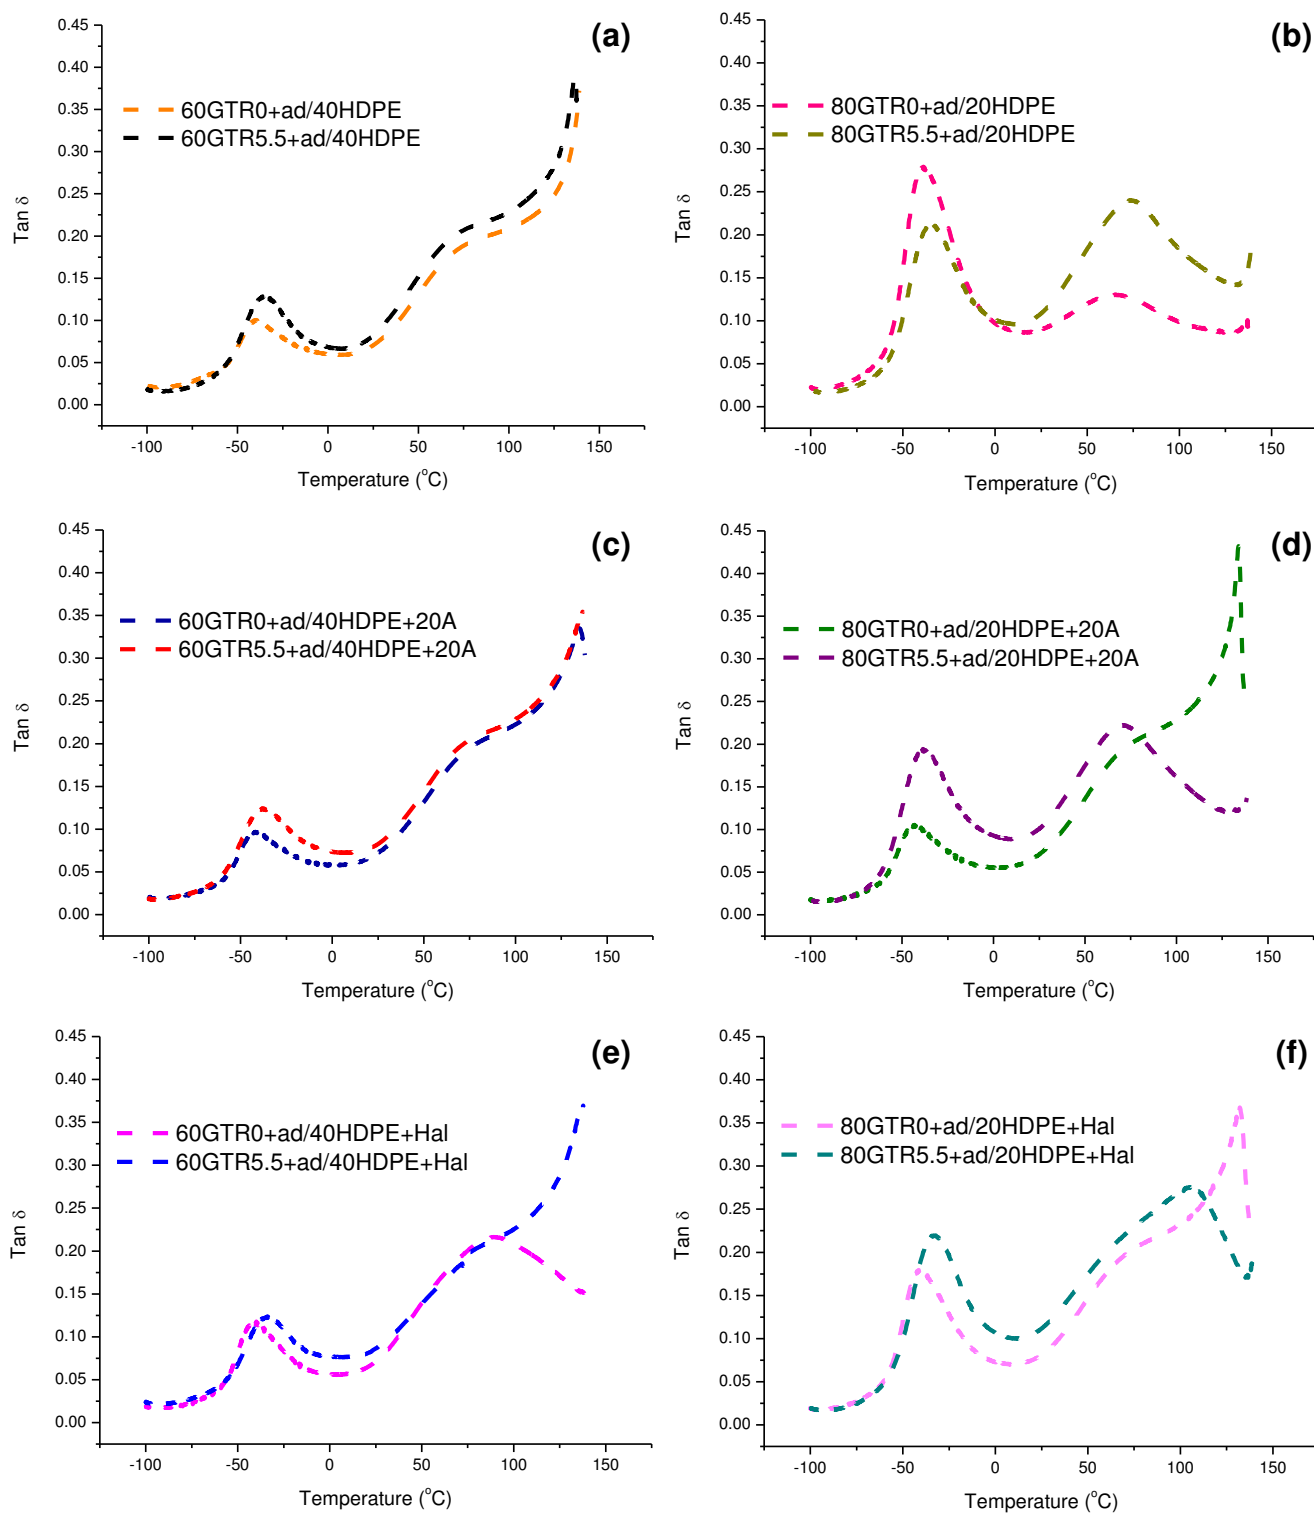 (a)
0.45
0.40
0.35
0.30
0.25
0.20
0.15
0.10
0.05
0.00
Tan δ
60GTR0+ad/40HDPE
60GTR5.5+ad/40HDPE
-100 -50 0 50 100 150
Temperature (°C)
(b)
0.45
0.40
0.35
0.30
0.25
0.20
0.15
0.10
0.05
0.00
Tan δ
80GTR0+ad/20HDPE
80GTR5.5+ad/20HDPE
-100 -50 0 50 100 150
Temperature (°C)
(c)
0.45
0.40
0.35
0.30
0.25
0.20
0.15
0.10
0.05
0.00
Tan δ
60GTR0+ad/40HDPE+20A
60GTR5.5+ad/40HDPE+20A
-100 -50 0 50 100 150
Temperature (°C)
(d)
0.45
0.40
0.35
0.30
0.25
0.20
0.15
0.10
0.05
0.00
Tan δ
80GTR0+ad/20HDPE+20A
80GTR5.5+ad/20HDPE+20A
-100 -50 0 50 100 150
Temperature (°C)
(e)
0.45
0.40
0.35
0.30
0.25
0.20
0.15
0.10
0.05
0.00
Tan δ
60GTR0+ad/40HDPE+Hal
60GTR5.5+ad/40HDPE+Hal
-100 -50 0 50 100 150
Temperature (°C)
(f)
0.45
0.40
0.35
0.30
0.25
0.20
0.15
0.10
0.05
0.00
Tan δ
80GTR0+ad/20HDPE+Hal
80GTR5.5+ad/20HDPE+Hal
-100 -50 0 50 100 150
Temperature (°C)